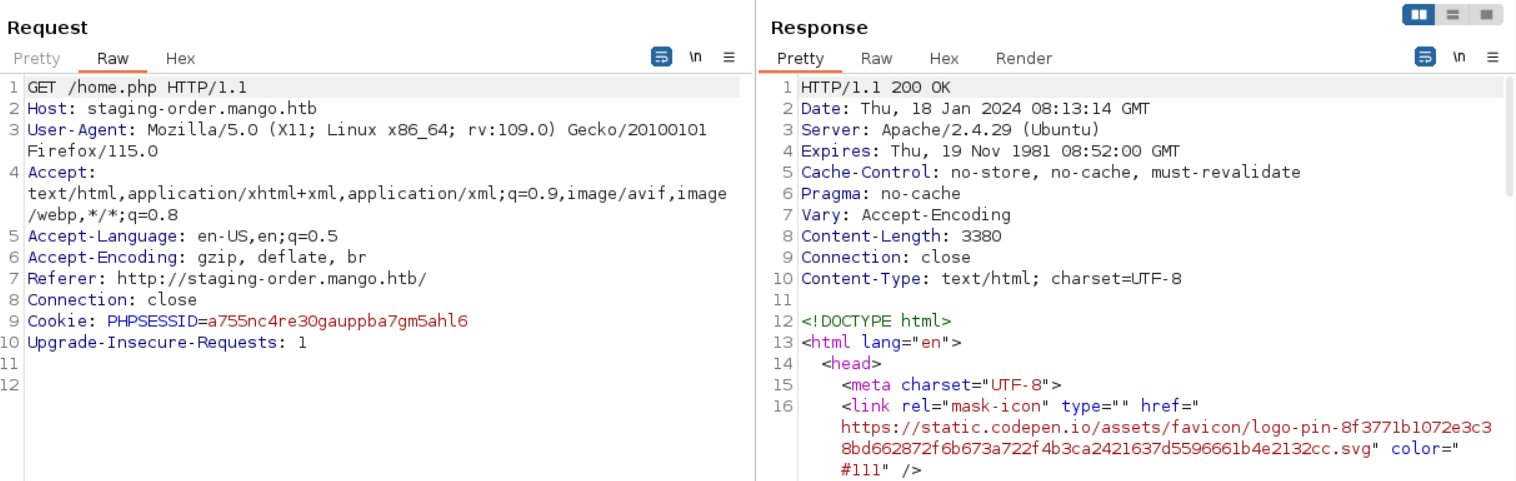 Request
Pretty Raw Hex \n
1 GET /home.php HTTP/1.1
2 Host: staging-order.mango.htb
3 User-Agent: Mozilla/5.0 (X11; Linux x86_64; rv:109.0) Gecko/20100101
Firefox/115.0
4 Accept:
text/html,application/xhtml+xml,application/xml;q=0.9,image/avif,image
/webp,*/*;q=0.8
5 Accept-Language: en-US,en;q=0.5
6 Accept-Encoding: gzip, deflate, br
7 Referer: http://staging-order.mango.htb/
8 Connection: close
9 Cookie: PHPSESSID=a755nc4re30gauppba7gm5ahl6
10 Upgrade-Insecure-Requests: 1
11
12
Response
Pretty Raw Hex Render \n
1 HTTP/1.1 200 OK
2 Date: Thu, 18 Jan 2024 08:13:14 GMT
3 Server: Apache/2.4.29 (Ubuntu)
4 Expires: Thu, 19 Nov 1981 08:52:00 GMT
5 Cache-Control: no-store, no-cache, must-revalidate
6 Pragma: no-cache
7 Vary: Accept-Encoding
8 Content-Length: 3380
9 Connection: close
10 Content-Type: text/html; charset=UTF-8
11
12 <!DOCTYPE html>
13 <html lang="en">
14 <head>
15 <meta charset="UTF-8">
16 <link rel="mask-icon" type="" href="
https://static.codepen.io/assets/favicon/logo-pin-8f3771b1072e3c3
8bd662872f6b673a722f4b3ca2421637d5596661b4e2132cc.svg" color="
#111" />